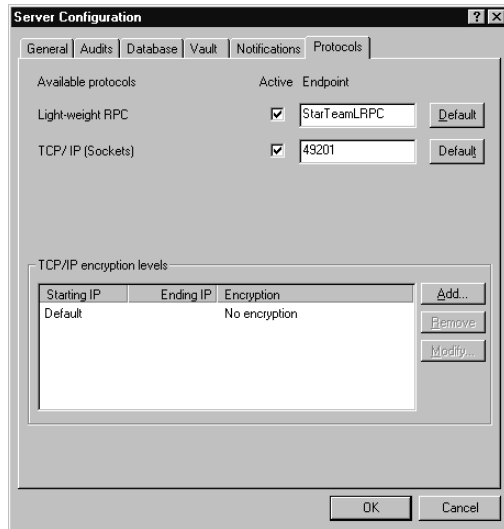 Server Configuration
General Audits Database Vault Notifications Protocols
Available protocols Active Endpoint
Light-weight RPC StarTeamLRPC Default
TCP/ IP (Sockets) 49201 Default
TCP/IP encryption levels
Starting IP Ending IP Encryption Add...
Default No encryption Remove
Modify...
OK Cancel